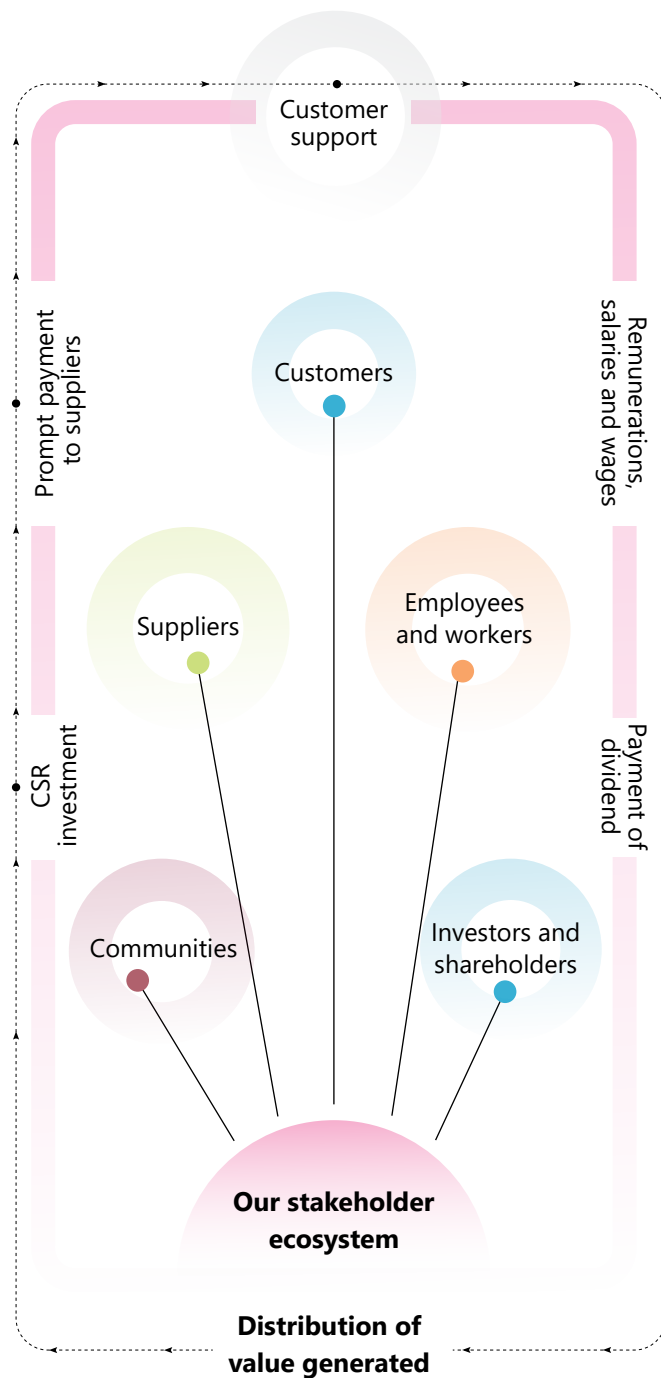 Customer
support
Prompt payment
to suppliers
Remunerations,
salaries and wages
Customers
Suppliers
Employees
and workers
CSR
investment
Payment of
dividend
Communities
Investors and
shareholders
Our stakeholder
ecosystem
Distribution of
value generated